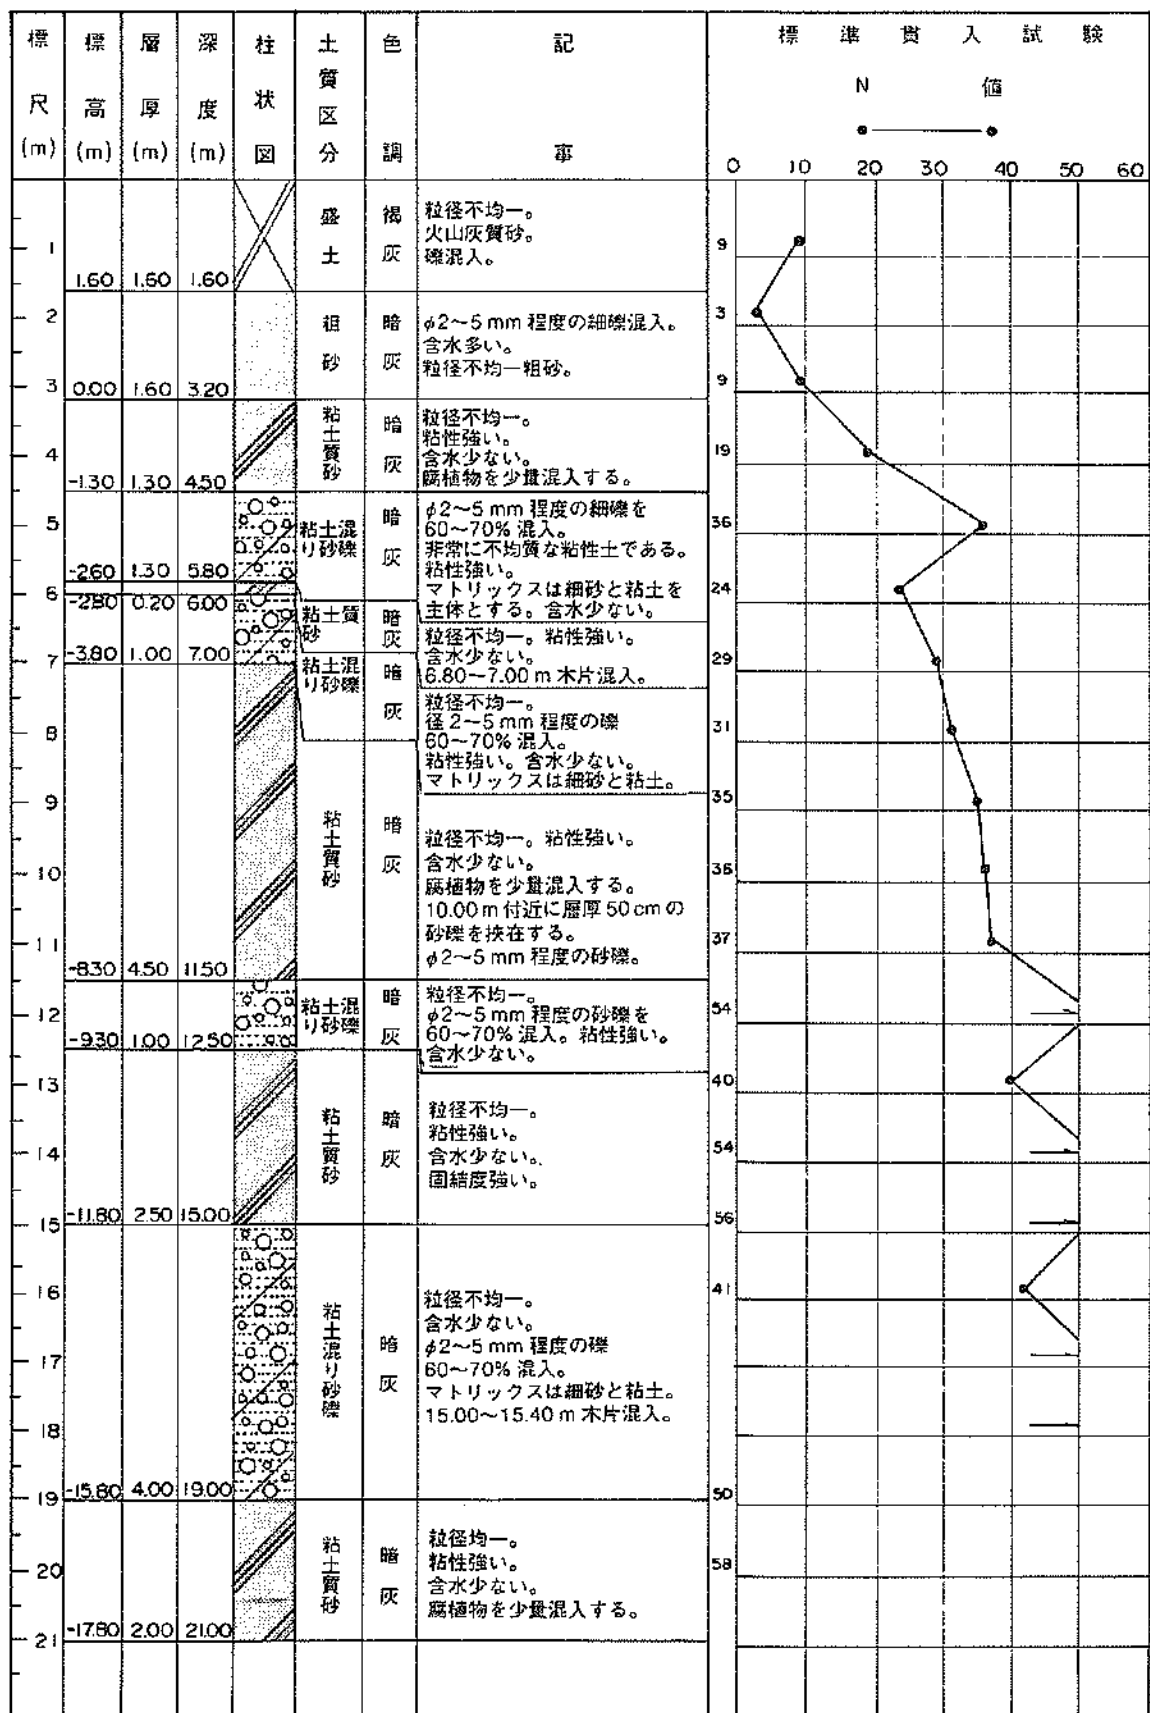 標尺(m)
標高(m)
層厚(m)
深度(m)
柱状図
土質区分
色調
記事
標準貫入試験
N 値
0 10 20 30 40 50 60
1
1.60 1.60 1.60
盛土
褐灰
粒径不均一。
火山灰質砂。
礫混入。
9
2
3
0.00 1.60 3.20
粗砂
暗灰
φ2〜5 mm 程度の細礫混入。
含水多い。
粒径不均一粗砂。
3
9
4
-1.30 1.30 4.50
粘土質砂
暗灰
粒径不均一。
粘性強い。
含水少ない。
腐植物を少量混入する。
19
5
-2.60 1.30 5.80
粘土混り砂礫
暗灰
φ2〜5 mm 程度の細礫を
60〜70% 混入。
非常に不均質な粘性土である。
粘性強い。
マトリックスは細砂と粘土を
主体とする。含水少ない。
36
24
6
-2.80 0.20 6.00
粘土質砂
暗灰
粒径不均一。粘性強い。
含水少ない。
6.80〜7.00 m 木片混入。
29
7
-3.80 1.00 7.00
粘土混り砂礫
暗灰
粒径不均一。
径 2〜5 mm 程度の礫
60〜70% 混入。
粘性強い。含水少ない。
マトリックスは細砂と粘土。
31
35
8
9
10
11
-8.30 4.50 11.50
粘土質砂
暗灰
粒径不均一。粘性強い。
含水少ない。
腐植物を少量混入する。
10.00 m 付近に層厚 50 cm の
砂礫を挟在する。
φ2〜5 mm 程度の砂礫。
37
54
12
-9.30 1.00 12.50
粘土混り砂礫
暗灰
粒径不均一。
φ2〜5 mm 程度の砂礫を
60〜70% 混入。粘性強い。
含水少ない。
40
13
14
15
-11.80 2.50 15.00
粘土質砂
暗灰
粒径不均一。
粘性強い。
含水少ない。
固結度強い。
54
56
16
17
18
19
-15.80 4.00 19.00
粘土混り砂礫
暗灰
粒径不均一。
含水少ない。
φ2〜5 mm 程度の礫
60〜70% 混入。
マトリックスは細砂と粘土。
15.00〜15.40 m 木片混入。
41
50
20
21
-17.80 2.00 21.00
粘土質砂
暗灰
粒径均一。
粘性強い。
含水少ない。
腐植物を少量混入する。
58